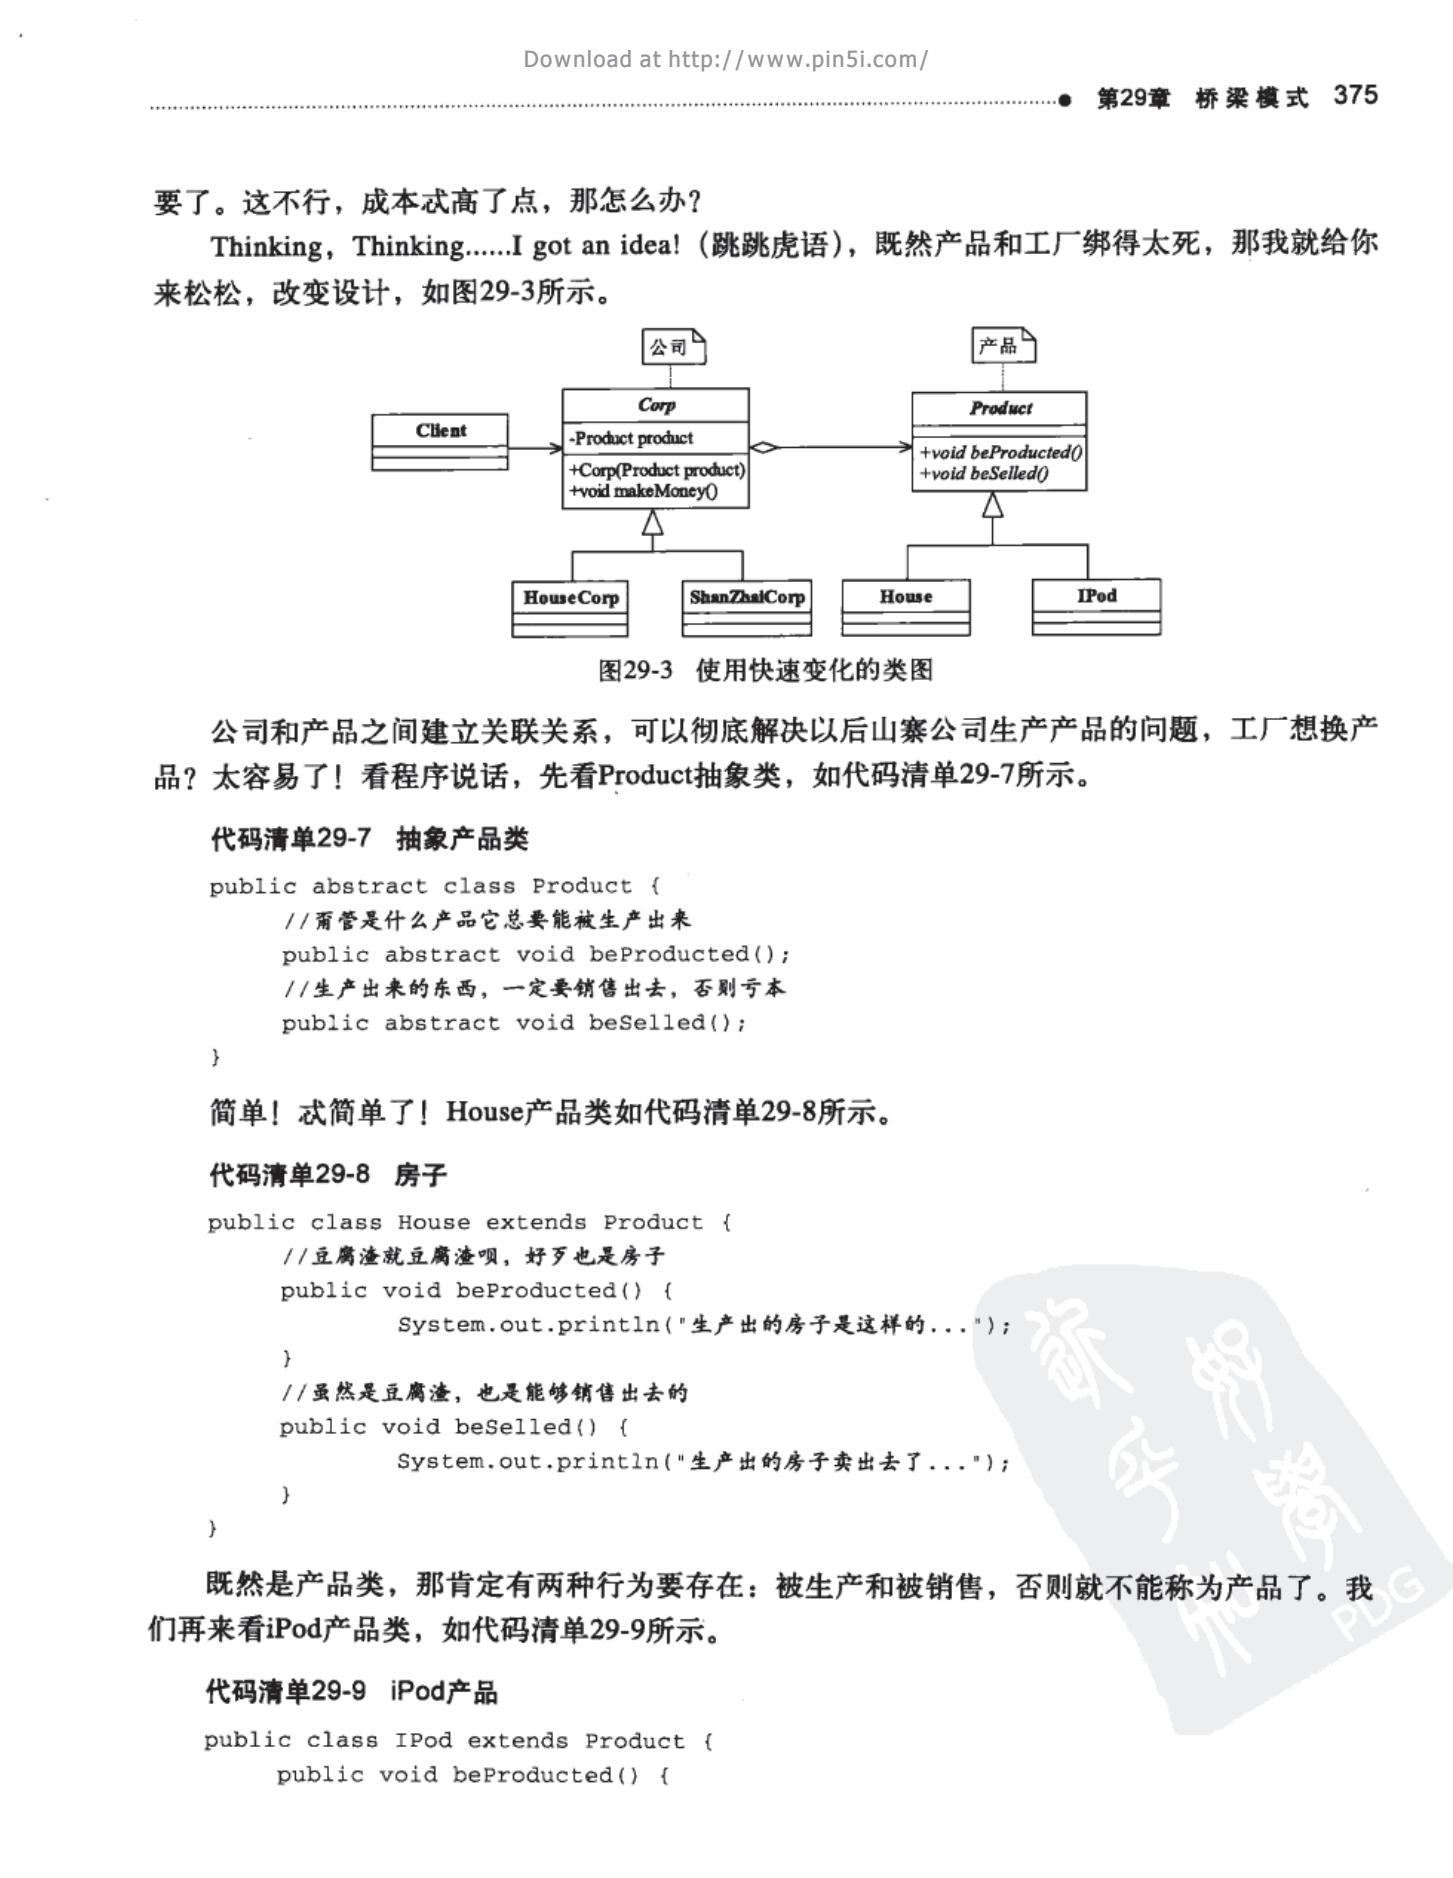 Download at http://www.pin5i.com/
第29章 桥梁模式 375
要了。这不行，成本忒高了点，那怎么办？
Thinking，Thinking......I got an idea!（跳跳虎语），既然产品和工厂绑得太死，那我就给你
来松松，改变设计，如图29-3所示。
公司
产品
Corp
Product
Client
-Product product
+void beProducted()
+Corp(Product product)
+void beSelled()
+void makeMoney()
HouseCorp
ShanZhaiCorp
House
IPod
图29-3 使用快速变化的类图
公司和产品之间建立关联关系，可以彻底解决以后山寨公司生产产品的问题，工厂想换产
品？太容易了！看程序说话，先看Product抽象类，如代码清单29-7所示。
代码清单29-7 抽象产品类
public abstract class Product {
//甭管是什么产品它总要能被生产出来
public abstract void beProducted();
//生产出来的东西，一定要销售出去，否则亏本
public abstract void beSelled();
}
简单！忒简单了！House产品类如代码清单29-8所示。
代码清单29-8 房子
public class House extends Product {
//豆腐渣就豆腐渣呗，好歹也是房子
public void beProducted() {
System.out.println("生产出的房子是这样的...");
}
//虽然是豆腐渣，也是能够销售出去的
public void beSelled() {
System.out.println("生产出的房子卖出去了...");
}
}
既然是产品类，那肯定有两种行为要存在：被生产和被销售，否则就不能称为产品了。我
们再来看iPod产品类，如代码清单29-9所示。
代码清单29-9 iPod产品
public class IPod extends Product {
public void beProducted() {
PDG